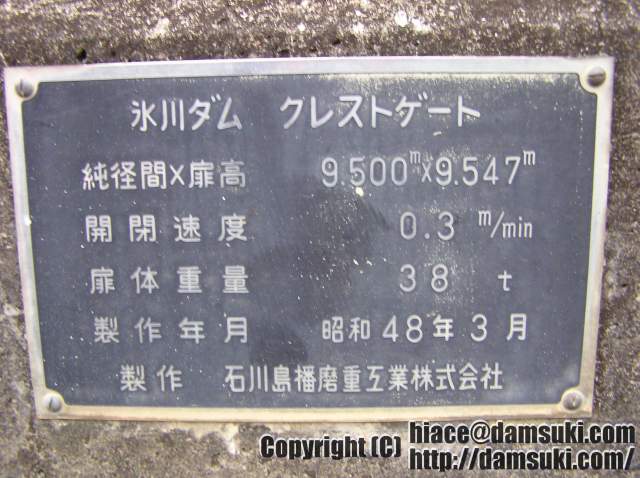 氷川ダム クレストゲート
純径間×扉高 9.500m×9.547m
開閉速度 0.3 m/min
扉体重量 38 t
製作年月 昭和48年3月
製作 石川島播磨重工業株式会社
Copyright (C) hiace@damsuki.com
http://damsuki.com/